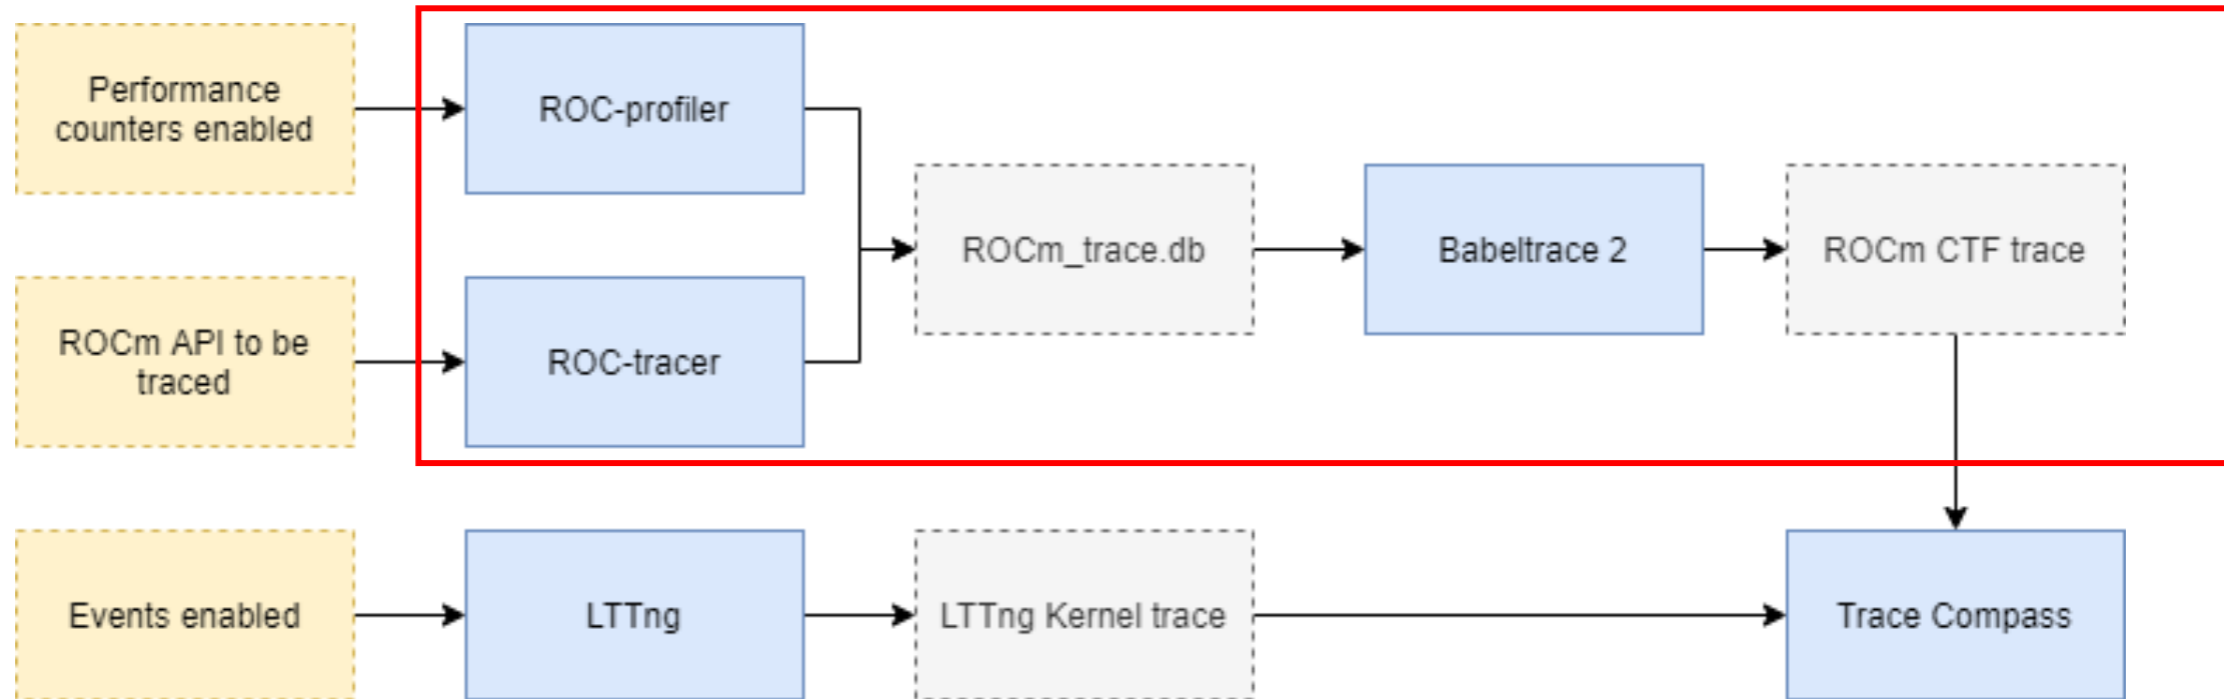 Performance
counters enabled
ROC-profiler
ROCm_trace.db
Babeltrace 2
ROCm CTF trace
ROCm API to be
traced
ROC-tracer
Events enabled
LTTng
LTTng Kernel trace
Trace Compass